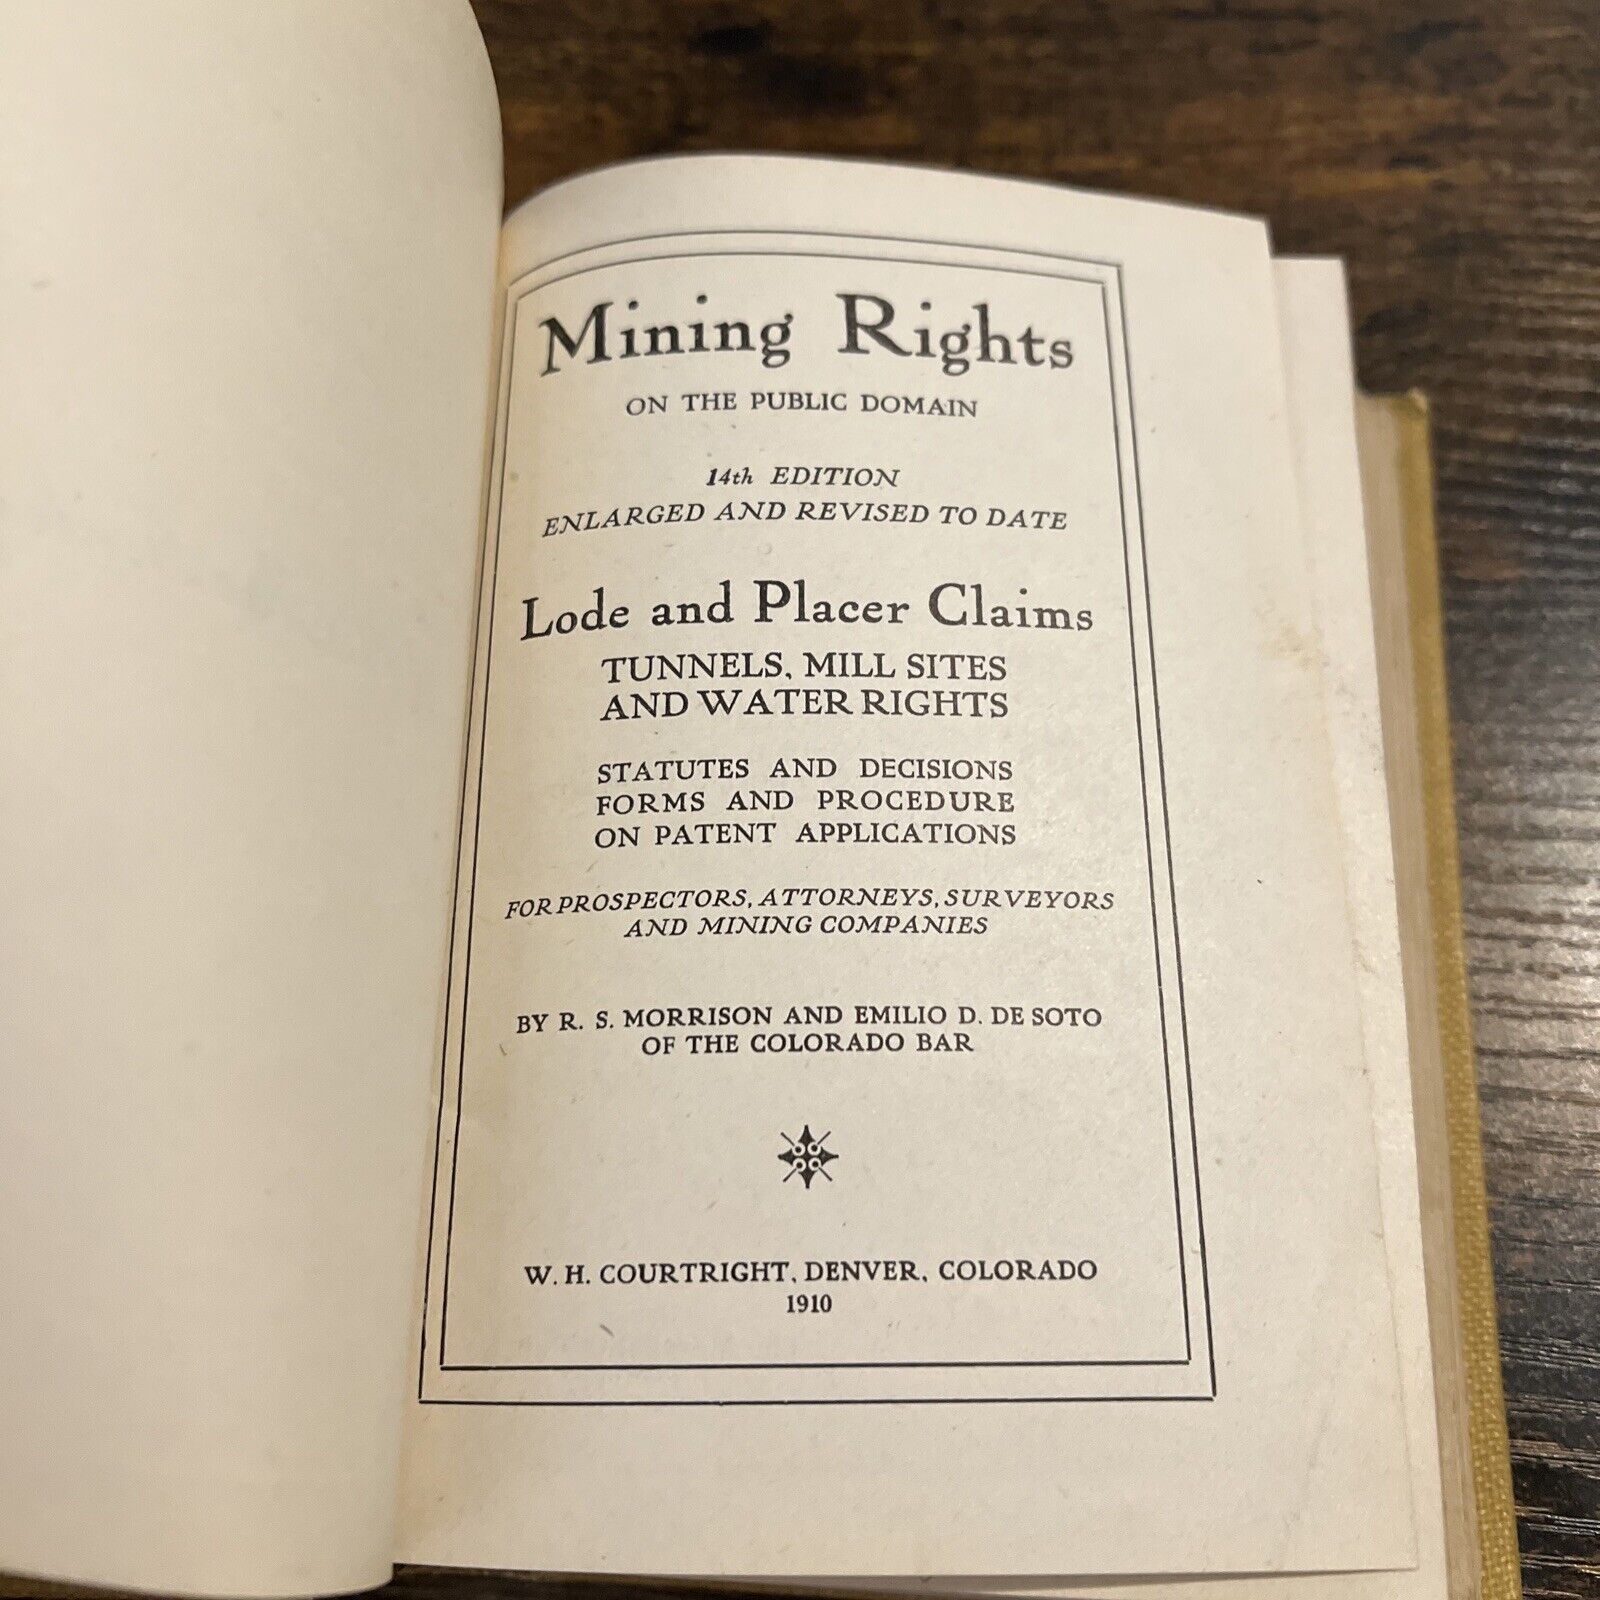 Mining Rights
ON THE PUBLIC DOMAIN
14th EDITION
ENLARGED AND REVISED TO DATE
Lode and Placer Claims
TUNNELS, MILL SITES
AND WATER RIGHTS
STATUTES AND DECISIONS
FORMS AND PROCEDURE
ON PATENT APPLICATIONS
FOR PROSPECTORS, ATTORNEYS, SURVEYORS
AND MINING COMPANIES
BY R. S. MORRISON AND EMILIO D. DE SOTO
OF THE COLORADO BAR
W. H. COURTRIGHT, DENVER, COLORADO
1910